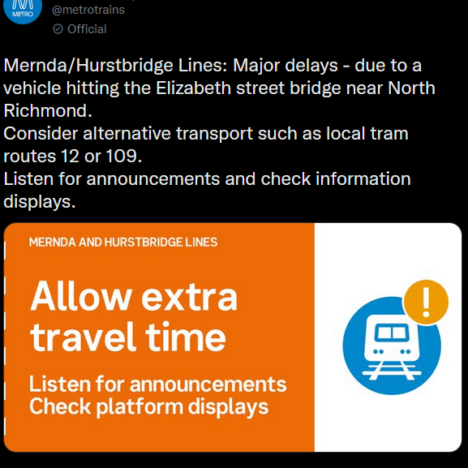 METRO
@metrotrains
Official
Mernda/Hurstbridge Lines: Major delays - due to a
vehicle hitting the Elizabeth street bridge near North
Richmond.
Consider alternative transport such as local tram
routes 12 or 109.
Listen for announcements and check information
displays.
MERNDA AND HURSTBRIDGE LINES
Allow extra
travel time
Listen for announcements
Check platform displays